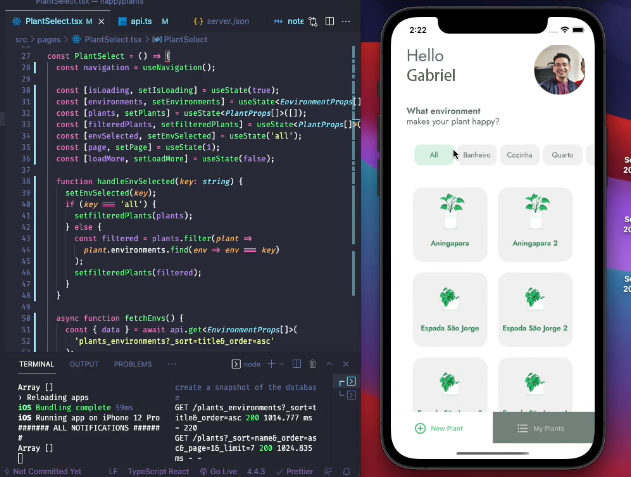 PlantSelect.tsx — happyplants
PlantSelect.tsx M
api.ts M
{·} server.json
note
src > pages > PlantSelect.tsx > PlantSelect
27 const PlantSelect = () => {
28 const navigation = useNavigation();
29
30 const [isLoading, setIsLoading] = useState(true);
31 const [environments, setEnvironments] = useState<EnvironmentProps[]
32 const [plants, setPlants] = useState<PlantProps[]>([]);
33 const [filteredPlants, setfilteredPlants] = useState<PlantProps[]>(
34 const [envSelected, setEnvSelected] = useState('all');
35 const [page, setPage] = useState(1);
36 const [loadMore, setLoadMore] = useState(false);
37
38 function handleEnvSelected(key: string) {
39 setEnvSelected(key);
40 if (key === 'all') {
41 setfilteredPlants(plants);
42 } else {
43 const filtered = plants.filter(plant =>
44 plant.environments.find(env => env === key)
45 );
46 setfilteredPlants(filtered);
47 }
48 }
49
50 async function fetchEnvs() {
51 const { data } = await api.get<EnvironmentProps[]>(
52 'plants_environments?_sort=title&_order=asc'
TERMINAL OUTPUT PROBLEMS ··· node
Array []
› Reloading apps
iOS Bundling complete 59ms
iOS Running app on iPhone 12 Pro
####### ALL NOTIFICATIONS ######
#
Array []
create a snapshot of the databas
e
GET /plants_environments?_sort=t
itle&_order=asc 200 1014.777 ms
- 220
GET /plants?_sort=name&_order=as
c&_page=1&_limit=7 200 1024.835
ms - -
Not Committed Yet LF TypeScript React Go Live 4.4.3 Prettier
2:22
Hello
Gabriel
What environment
makes your plant happy?
All Banheiro Cozinha Quarto
Aningapara Aningapara 2
Espada São Jorge Espada São Jorge 2
New Plant My Plants